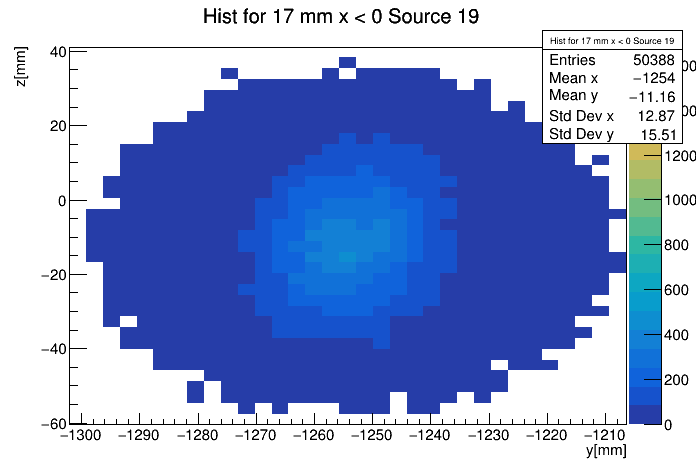 Hist for 17 mm x < 0 Source 19
Hist for 17 mm x < 0 Source 19
Entries 50388
Mean x −1254
Mean y −11.16
Std Dev x 12.87
Std Dev y 15.51
z[mm]
40
20
0
−20
−40
−60
−1300 −1290 −1280 −1270 −1260 −1250 −1240 −1230 −1220 −1210
y[mm]
1200
1000
800
600
400
200
0